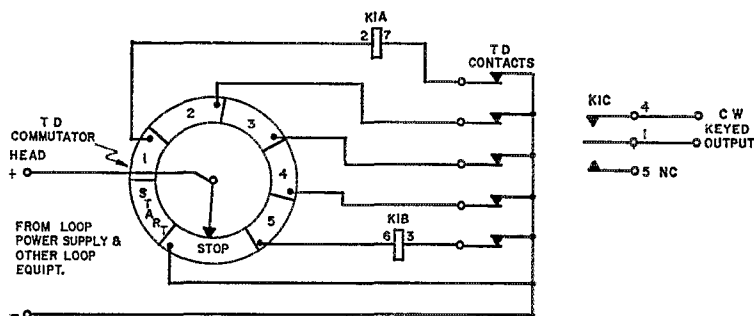 K1A
2 7
T D
CONTACTS
T D
COMMUTATOR
HEAD
+
1
2
3
4
5
START
STOP
K1B
6 3
FROM LOOP
POWER SUPPLY &
OTHER LOOP
EQUIPT.
–
K1C
4
1
5 NC
C W
KEYED
OUTPUT